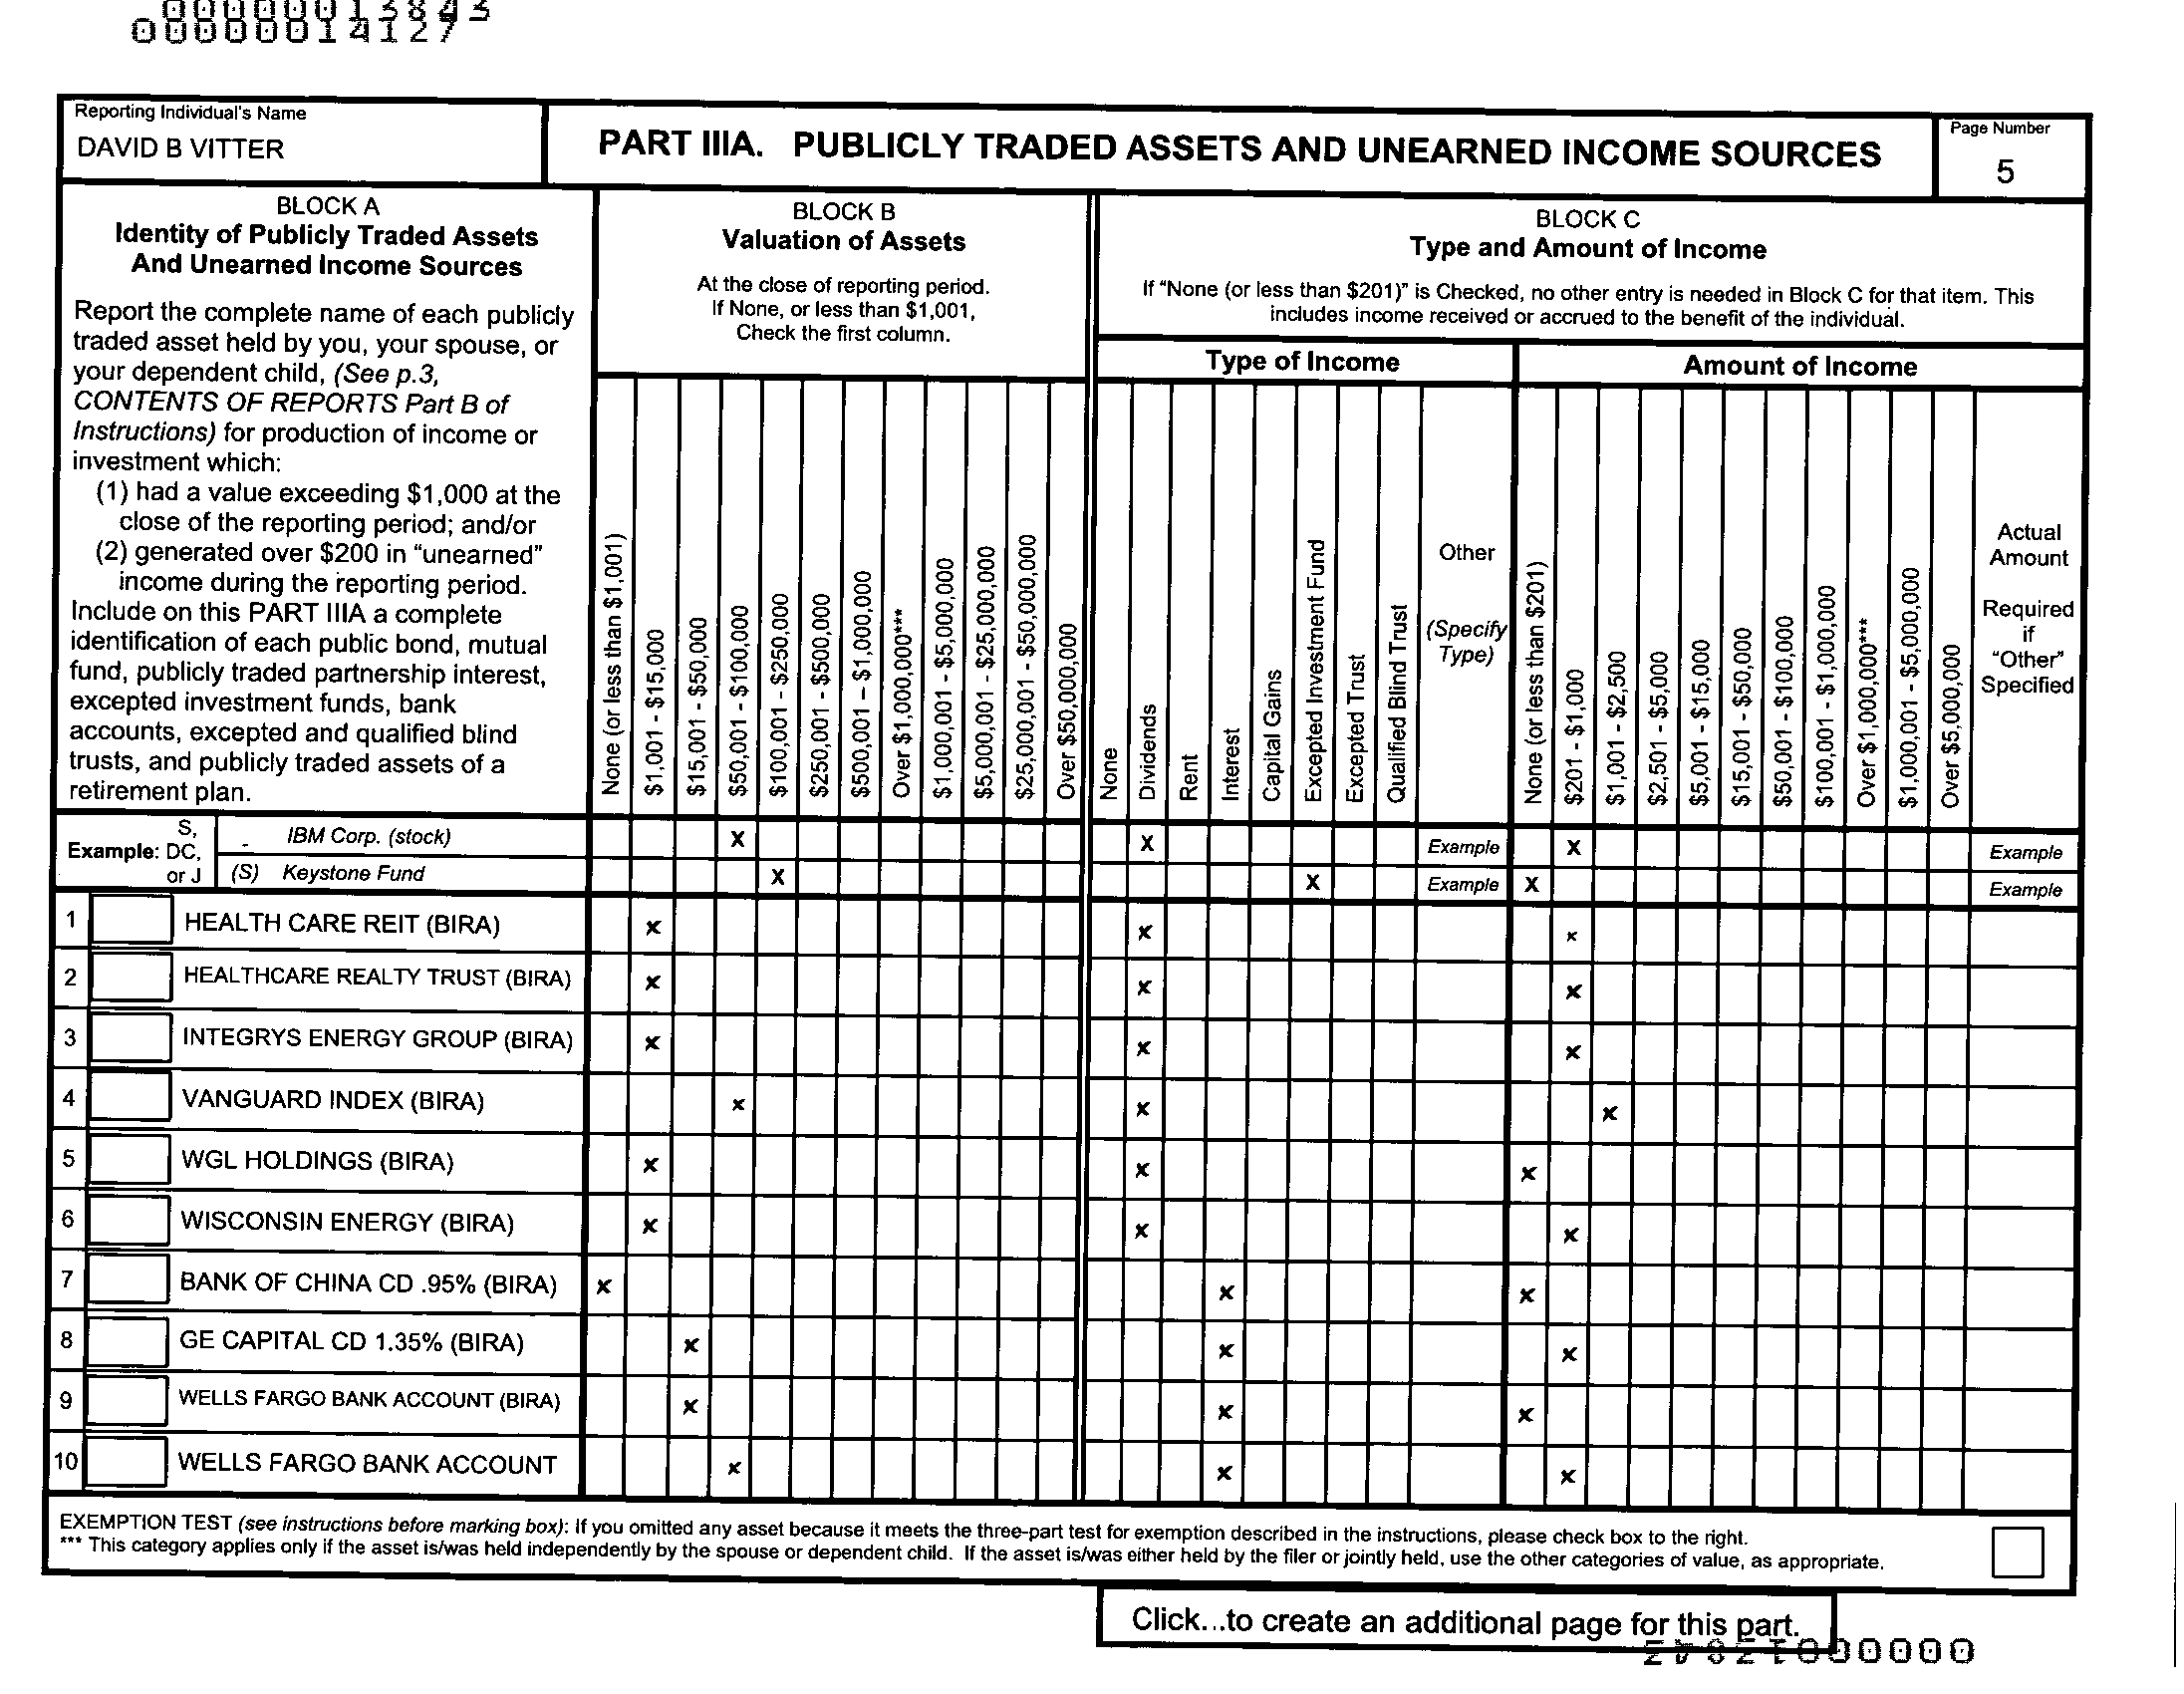 0000000013843
0000000014127
Reporting Individual's Name
DAVID B VITTER
PART IIIA. PUBLICLY TRADED ASSETS AND UNEARNED INCOME SOURCES
Page Number
5
BLOCK A
Identity of Publicly Traded Assets
And Unearned Income Sources
Report the complete name of each publicly
traded asset held by you, your spouse, or
your dependent child, (See p.3,
CONTENTS OF REPORTS Part B of
Instructions) for production of income or
investment which:
(1) had a value exceeding $1,000 at the
close of the reporting period; and/or
(2) generated over $200 in "unearned"
income during the reporting period.
Include on this PART IIIA a complete
identification of each public bond, mutual
fund, publicly traded partnership interest,
excepted investment funds, bank
accounts, excepted and qualified blind
trusts, and publicly traded assets of a
retirement plan.
BLOCK B
Valuation of Assets
At the close of reporting period.
If None, or less than $1,001,
Check the first column.
BLOCK C
Type and Amount of Income
If "None (or less than $201)" is Checked, no other entry is needed in Block C for that item. This
includes income received or accrued to the benefit of the individual.
Type of Income
Amount of Income
None (or less than $1,001)
$1,001 - $15,000
$15,001 - $50,000
$50,001 - $100,000
$100,001 - $250,000
$250,001 - $500,000
$500,001 – $1,000,000
Over $1,000,000***
$1,000,001 - $5,000,000
$5,000,001 - $25,000,000
$25,000,001 - $50,000,000
Over $50,000,000
None
Dividends
Rent
Interest
Capital Gains
Excepted Investment Fund
Excepted Trust
Qualified Blind Trust
Other
(Specify
Type)
None (or less than $201)
$201 - $1,000
$1,001 - $2,500
$2,501 - $5,000
$5,001 - $15,000
$15,001 - $50,000
$50,001 - $100,000
$100,001 - $1,000,000
Over $1,000,000***
$1,000,001 - $5,000,000
Over $5,000,000
Actual
Amount
Required
if
"Other"
Specified
Example: S, DC, or J
- IBM Corp. (stock) X X Example X Example
(S) Keystone Fund X X Example X Example
1 HEALTH CARE REIT (BIRA) x x x
2 HEALTHCARE REALTY TRUST (BIRA) x x x
3 INTEGRYS ENERGY GROUP (BIRA) x x x
4 VANGUARD INDEX (BIRA) x x x
5 WGL HOLDINGS (BIRA) x x x
6 WISCONSIN ENERGY (BIRA) x x x
7 BANK OF CHINA CD .95% (BIRA) x x x
8 GE CAPITAL CD 1.35% (BIRA) x x x
9 WELLS FARGO BANK ACCOUNT (BIRA) x x x
10 WELLS FARGO BANK ACCOUNT x x x
EXEMPTION TEST (see instructions before marking box): If you omitted any asset because it meets the three-part test for exemption described in the instructions, please check box to the right.
*** This category applies only if the asset is/was held independently by the spouse or dependent child. If the asset is/was either held by the filer or jointly held, use the other categories of value, as appropriate.
Click...to create an additional page for this part.